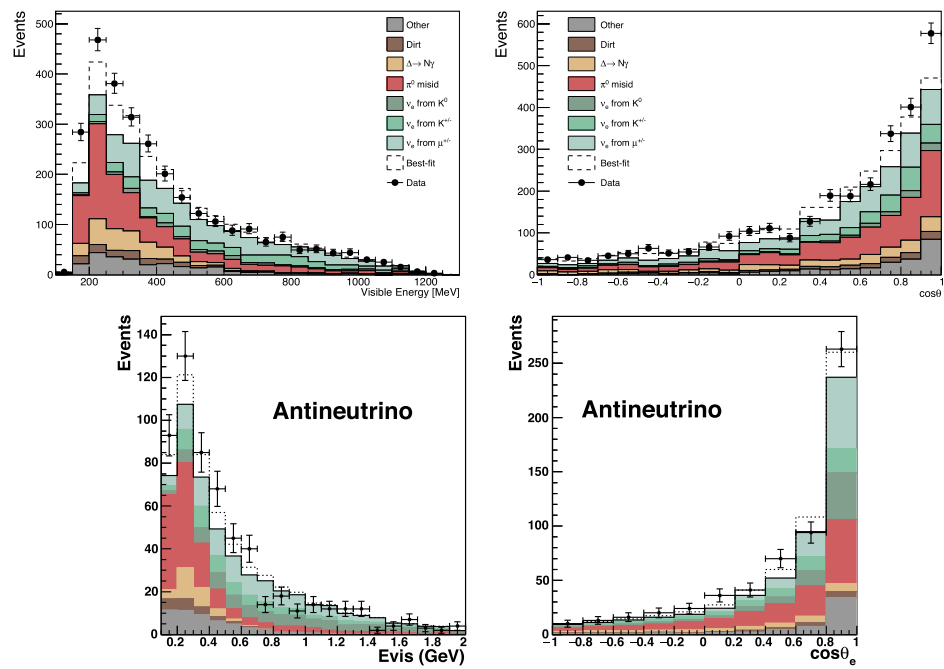 Events
500
400
300
200
100
0
200
400
600
800
1000
1200
Visible Energy [MeV]
Other
Dirt
Δ→ Nγ
π⁰ misid
νₑ from K⁰
νₑ from K⁺/⁻
νₑ from μ⁺/⁻
Best-fit
Data
Events
600
500
400
300
200
100
0
−1
−0.8
−0.6
−0.4
−0.2
0
0.2
0.4
0.6
0.8
1
cosθ
Other
Dirt
Δ→ Nγ
π⁰ misid
νₑ from K⁰
νₑ from K⁺/⁻
νₑ from μ⁺/⁻
Best-fit
Data
Events
140
120
100
80
60
40
20
0
0.2
0.4
0.6
0.8
1
1.2
1.4
1.6
1.8
2
Evis (GeV)
Antineutrino
Events
250
200
150
100
50
0
−1
−0.8
−0.6
−0.4
−0.2
0
0.2
0.4
0.6
0.8
1
cosθₑ
Antineutrino